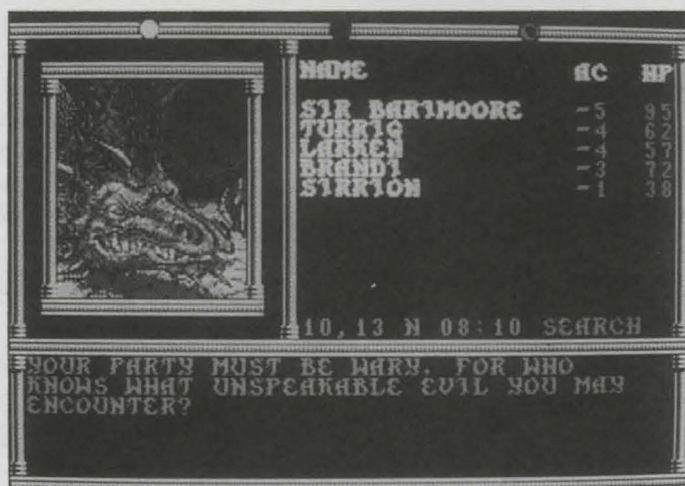 NAME AC HP
SIR BARIMOORE -5 95
TURRIG -4 62
LARKEN -4 57
BRANDI -3 72
SIRRION -1 38
10,13 N 08:10 SEARCH
YOUR PARTY MUST BE WARY, FOR WHO
KNOWS WHAT UNSPEAKABLE EVIL YOU MAY
ENCOUNTER?